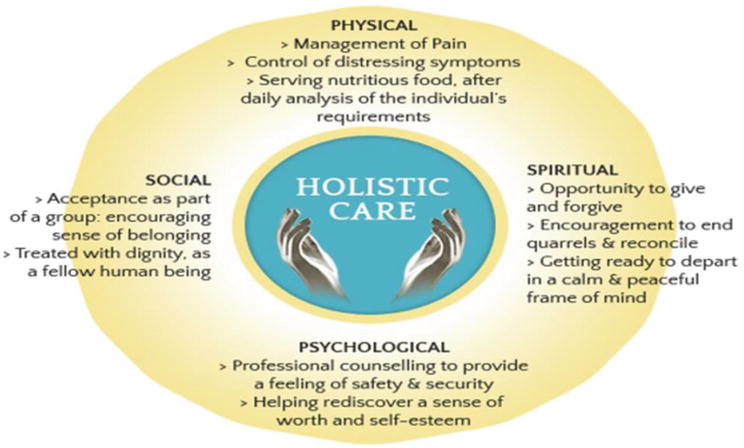 PHYSICAL
> Management of Pain
> Control of distressing symptoms
> Serving nutritious food, after
daily analysis of the individual's
requirements
SOCIAL
> Acceptance as part
of a group: encouraging
sense of belonging
> Treated with dignity, as
a fellow human being
HOLISTIC
CARE
SPIRITUAL
> Opportunity to give
and forgive
> Encouragement to end
quarrels & reconcile
> Getting ready to depart
in a calm & peaceful
frame of mind
PSYCHOLOGICAL
> Professional counselling to provide
a feeling of safety & security
> Helping rediscover a sense of
worth and self-esteem